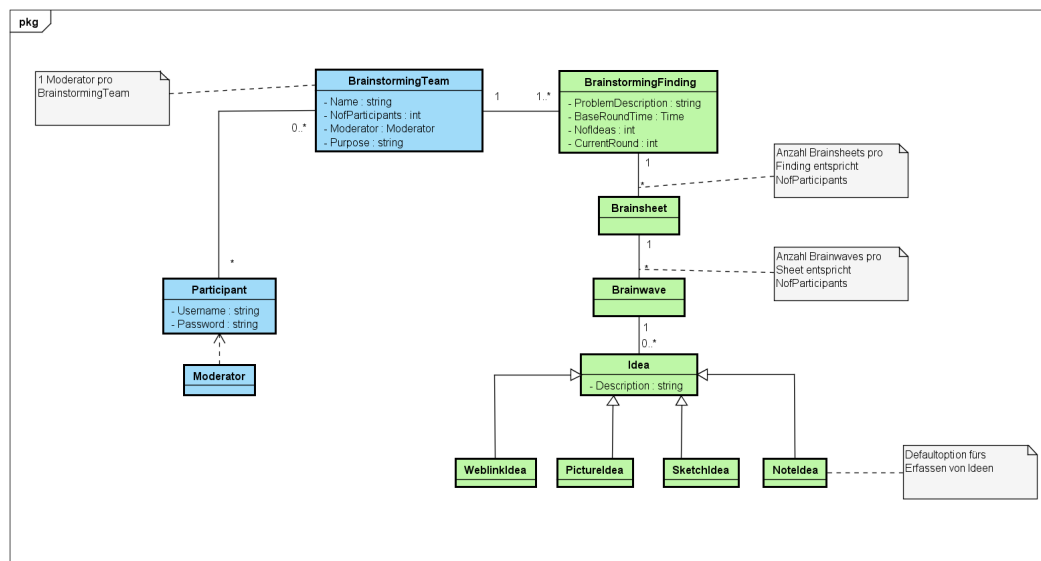 pkg
1 Moderator pro
BrainstormingTeam
BrainstormingTeam
- Name : string
- NofParticipants : int
- Moderator : Moderator
- Purpose : string
1
1..*
BrainstormingFinding
- ProblemDescription : string
- BaseRoundTime : Time
- NofIdeas : int
- CurrentRound : int
0..*
1
*
Anzahl Brainsheets pro
Finding entspricht
NofParticipants
Brainsheet
1
*
Anzahl Brainwaves pro
Sheet entspricht
NofParticipants
*
Participant
- Username : string
- Password : string
Brainwave
1
0..*
Moderator
Idea
- Description : string
WeblinkIdea
PictureIdea
SketchIdea
NoteIdea
Defaultoption fürs
Erfassen von Ideen